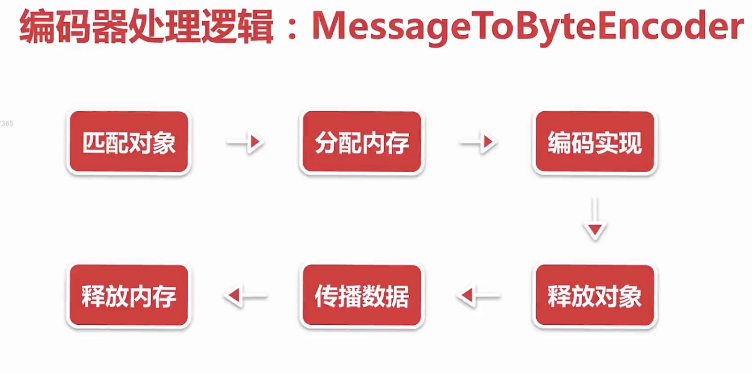 编码器处理逻辑：MessageToByteEncoder
匹配对象
分配内存
编码实现
释放内存
传播数据
释放对象